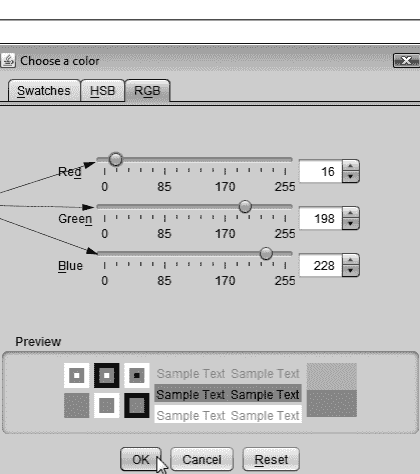 Choose a color
Swatches HSB RGB
Red 16
0 85 170 255
Green 198
0 85 170 255
Blue 228
0 85 170 255
Preview
Sample Text Sample Text
Sample Text Sample Text
Sample Text Sample Text
OK Cancel Reset